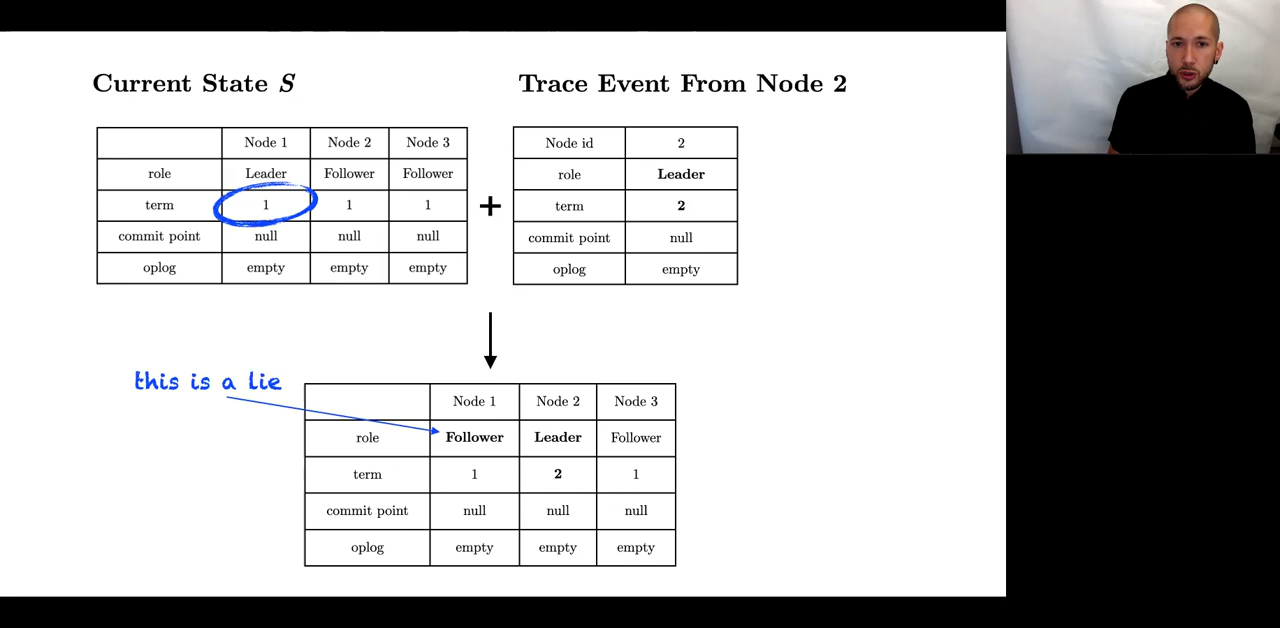 Current State S
Trace Event From Node 2
Node 1 Node 2 Node 3
role Leader Follower Follower
term 1 1 1
commit point null null null
oplog empty empty empty
+
Node id 2
role Leader
term 2
commit point null
oplog empty
this is a lie
Node 1 Node 2 Node 3
role Follower Leader Follower
term 1 2 1
commit point null null null
oplog empty empty empty